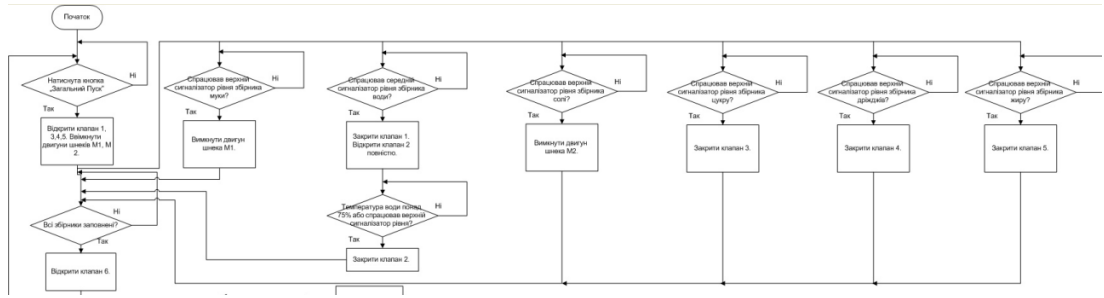 Початок
Натиснута кнопка
„Загальний Пуск"
Ні
Так
Відкрити клапан 1,
3,4,5. Ввімкнути
двигуни шнеків М1, М
2.
Всі збірники заповнені?
Ні
Так
Відкрити клапан 6.
Спрацював верхній
сигналізатор рівня збірника
муки?
Ні
Так
Вимкнути двигун
шнека М1.
Спрацював середній
сигналізатор рівня збірника
води?
Ні
Так
Закрити клапан 1.
Відкрити клапан 2
повністю.
Температура води понад
75% або спрацював верхній
сигналізатор рівня?
Ні
Так
Закрити клапан 2.
Спрацював верхній
сигналізатор рівня збірника
солі?
Ні
Так
Вимкнути двигун
шнека М2.
Спрацював верхній
сигналізатор рівня збірника
цукру?
Ні
Так
Закрити клапан 3.
Спрацював верхній
сигналізатор рівня збірника
дріжджів?
Ні
Так
Закрити клапан 4.
Спрацював верхній
сигналізатор рівня збірника
жиру?
Ні
Так
Закрити клапан 5.